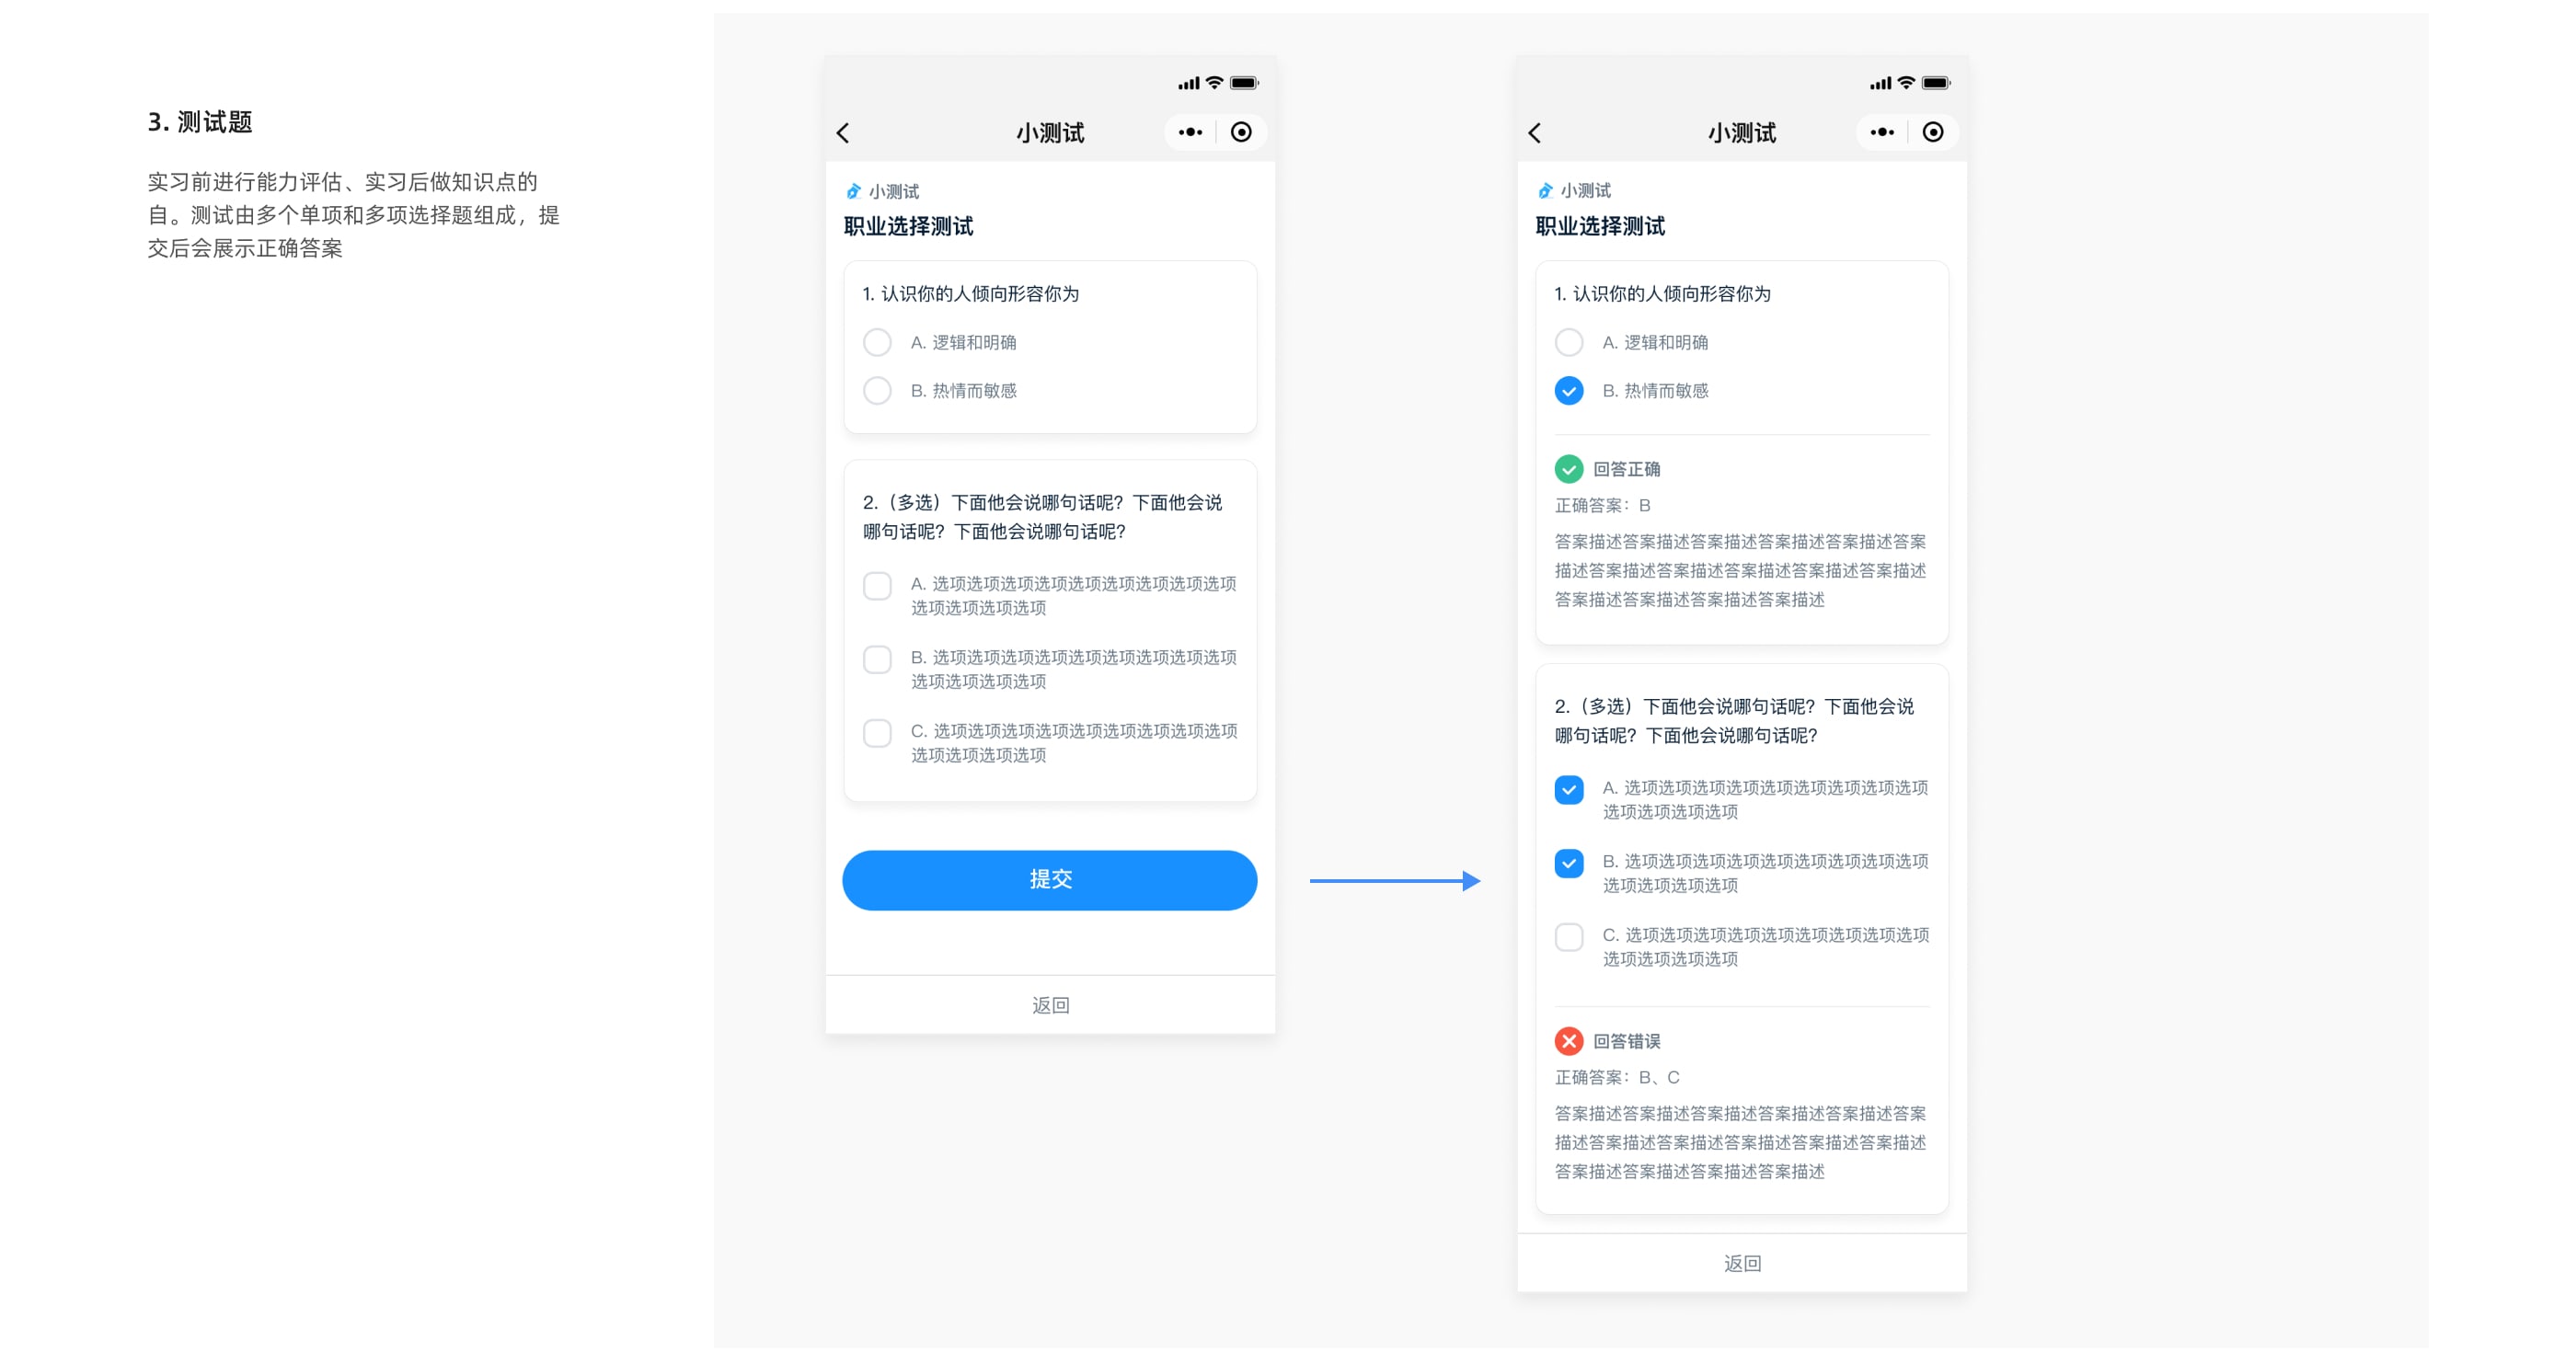 3. 测试题
实习前进行能力评估、实习后做知识点的
自。测试由多个单项和多项选择题组成，提
交后会展示正确答案
小测试
小测试
职业选择测试
1. 认识你的人倾向形容你为
A. 逻辑和明确
B. 热情而敏感
2.（多选）下面他会说哪句话呢？下面他会说
哪句话呢？下面他会说哪句话呢？
A. 选项选项选项选项选项选项选项选项选项
选项选项选项选项
B. 选项选项选项选项选项选项选项选项选项
选项选项选项选项
C. 选项选项选项选项选项选项选项选项选项
选项选项选项选项
提交
返回
小测试
小测试
职业选择测试
1. 认识你的人倾向形容你为
A. 逻辑和明确
B. 热情而敏感
回答正确
正确答案：B
答案描述答案描述答案描述答案描述答案描述答案
描述答案描述答案描述答案描述答案描述答案描述
答案描述答案描述答案描述答案描述
2.（多选）下面他会说哪句话呢？下面他会说
哪句话呢？下面他会说哪句话呢？
A. 选项选项选项选项选项选项选项选项选项
选项选项选项选项
B. 选项选项选项选项选项选项选项选项选项
选项选项选项选项
C. 选项选项选项选项选项选项选项选项选项
选项选项选项选项
回答错误
正确答案：B、C
答案描述答案描述答案描述答案描述答案描述答案
描述答案描述答案描述答案描述答案描述答案描述
答案描述答案描述答案描述答案描述
返回